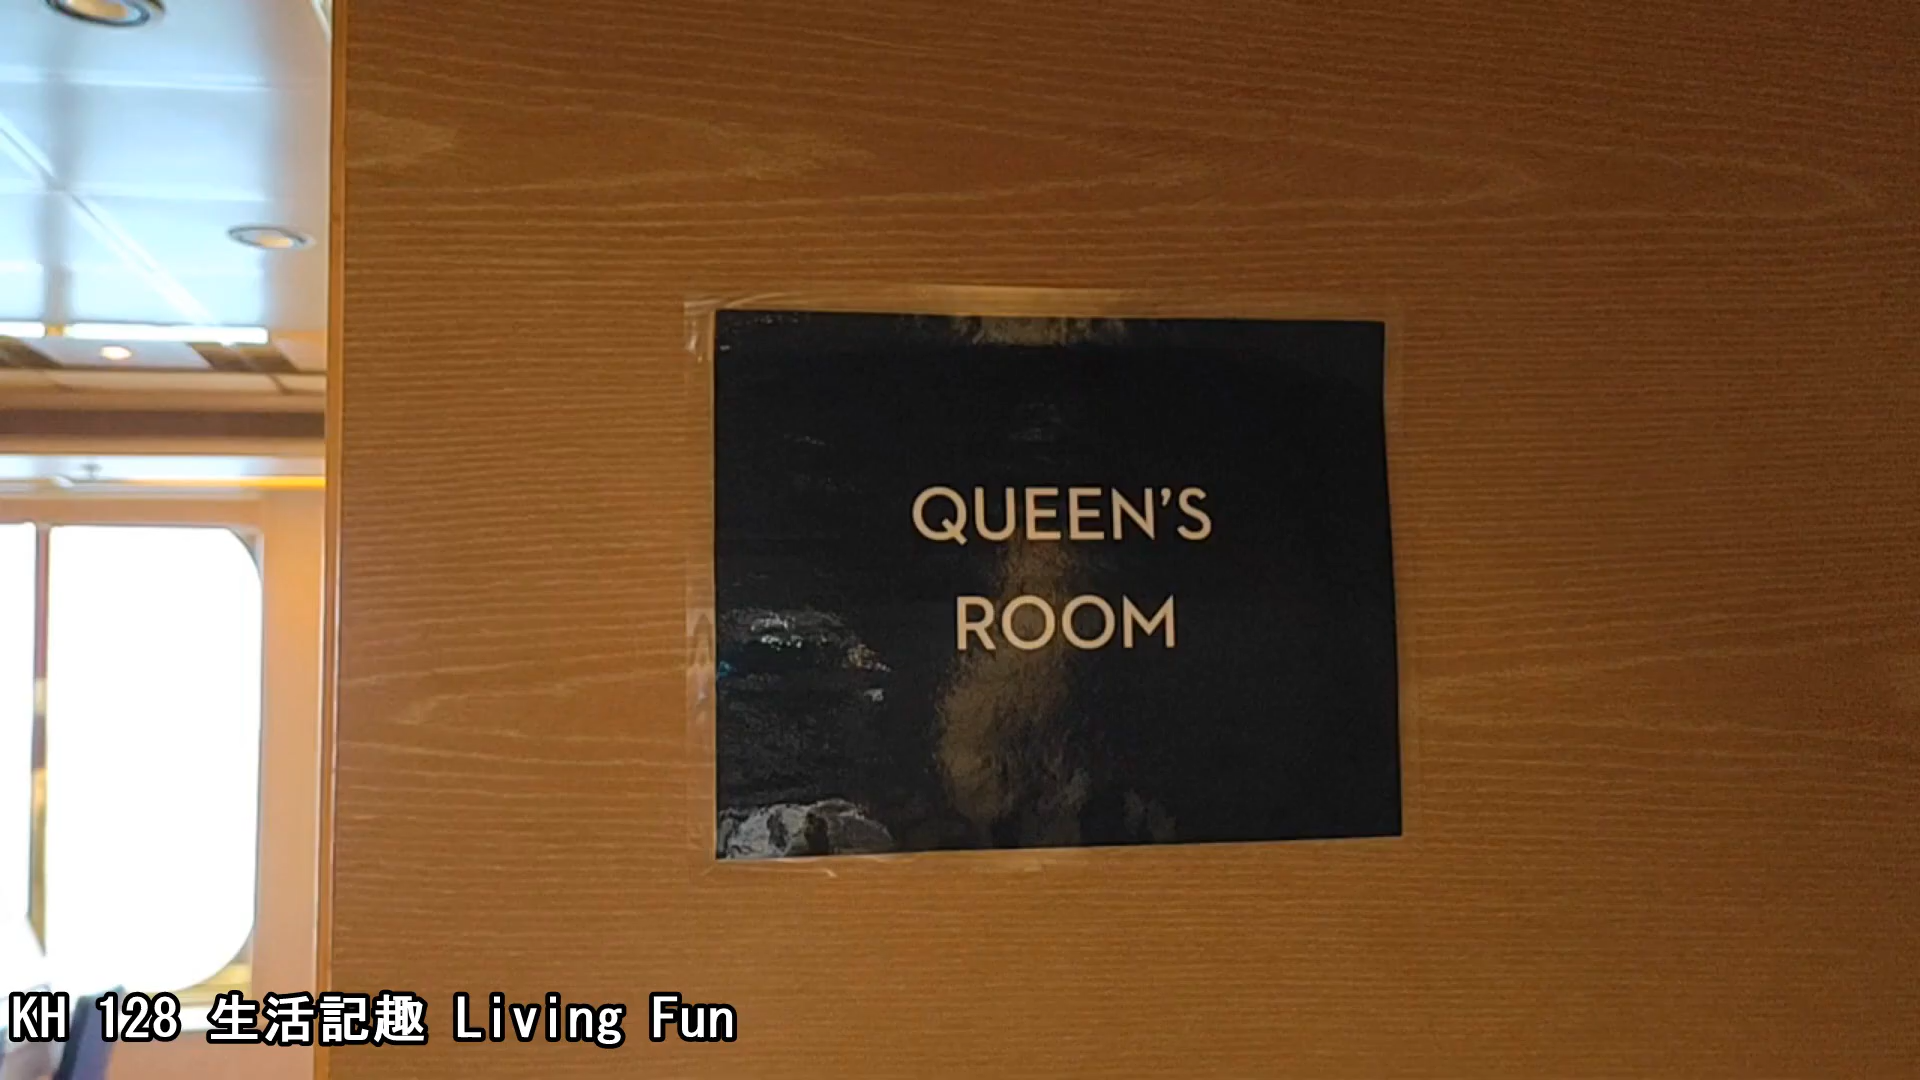 QUEEN'S
ROOM
KH 128 生活記趣 Living Fun